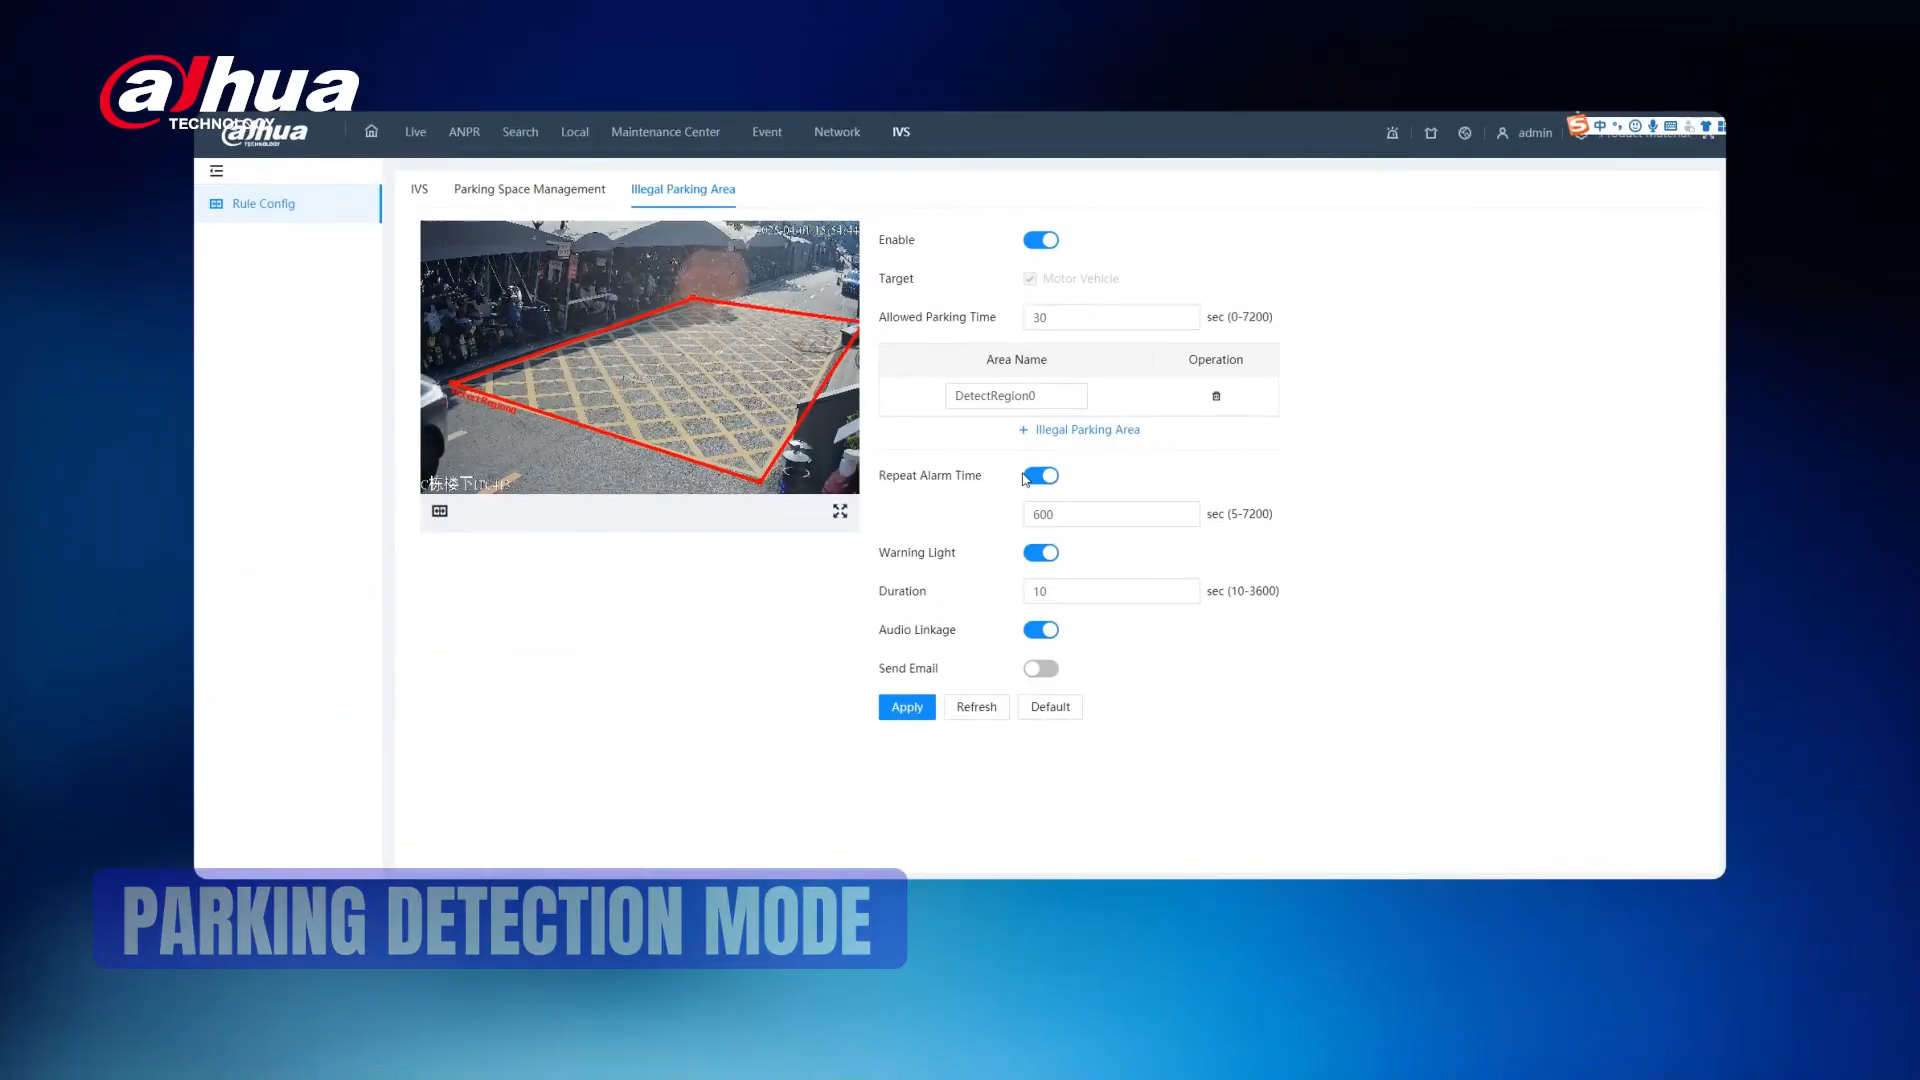 alhua
TECHNOLOGY
alhua
TECHNOLOGY
Live ANPR Search Local Maintenance Center Event Network IVS admin
中
Rule Config
IVS Parking Space Management Illegal Parking Area
DetectRegion0
Enable
Target Motor Vehicle
Allowed Parking Time 30 sec (0-7200)
Area Name Operation
DetectRegion0
+ Illegal Parking Area
Repeat Alarm Time
600 sec (5-7200)
Warning Light
Duration 10 sec (10-3600)
Audio Linkage
Send Email
Apply Refresh Default
PARKING DETECTION MODE